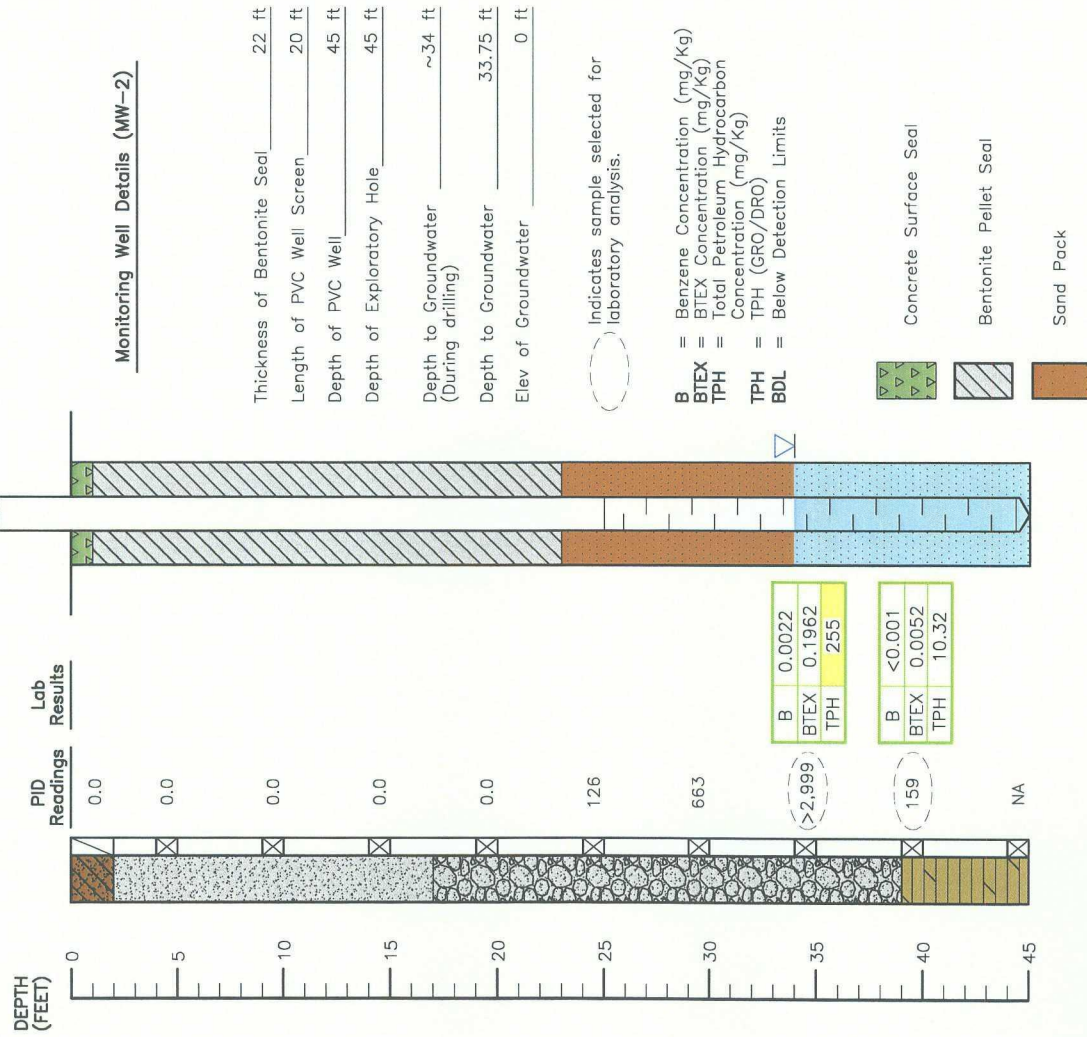 DEPTH
(FEET)
PID
Readings
Lab
Results
0
5
10
15
20
25
30
35
40
45
0.0
0.0
0.0
0.0
0.0
126
663
>2,999
159
NA
B 0.0022
BTEX 0.1962
TPH 255
B <0.001
BTEX 0.0052
TPH 10.32
Monitoring Well Details (MW-2)
Thickness of Bentonite Seal 22 ft
Length of PVC Well Screen 20 ft
Depth of PVC Well 45 ft
Depth of Exploratory Hole 45 ft
Depth to Groundwater ~34 ft
(During drilling)
Depth to Groundwater 33.75 ft
Elev of Groundwater 0 ft
Indicates sample selected for
laboratory analysis.
B = Benzene Concentration (mg/Kg)
BTEX = BTEX Concentration (mg/Kg)
TPH = Total Petroleum Hydrocarbon
Concentration (mg/Kg)
TPH = TPH (GRO/DRO)
BDL = Below Detection Limits
Concrete Surface Seal
Bentonite Pellet Seal
Sand Pack